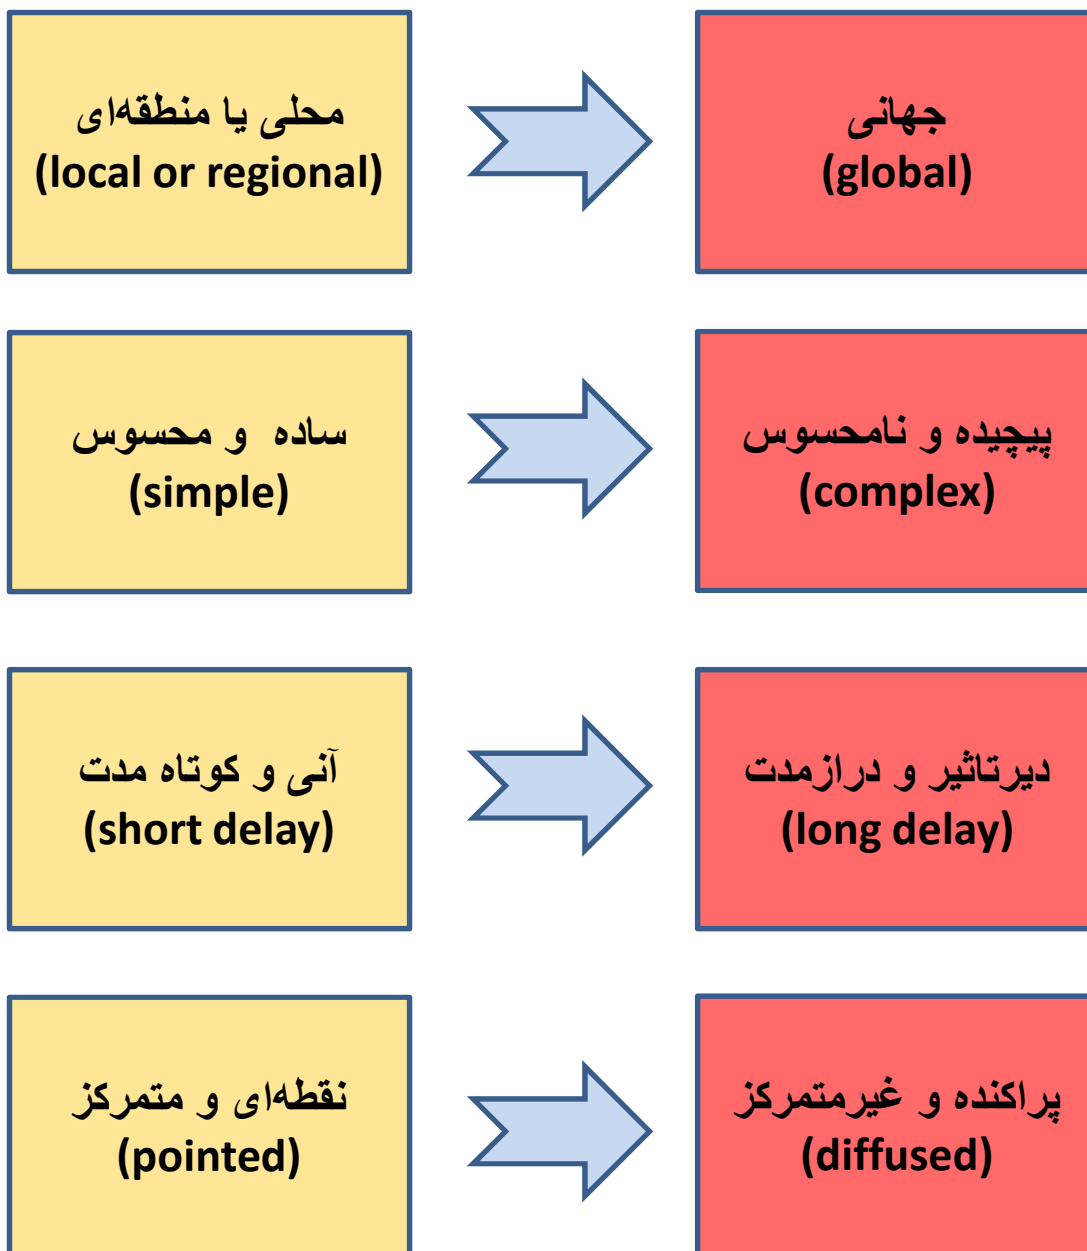 محلی یا منطقه‌ای
(local or regional)
جهانی
(global)
ساده و محسوس
(simple)
پیچیده و نامحسوس
(complex)
آنی و کوتاه مدت
(short delay)
دیرتاثیر و درازمدت
(long delay)
نقطه‌ای و متمرکز
(pointed)
پراکنده و غیرمتمرکز
(diffused)